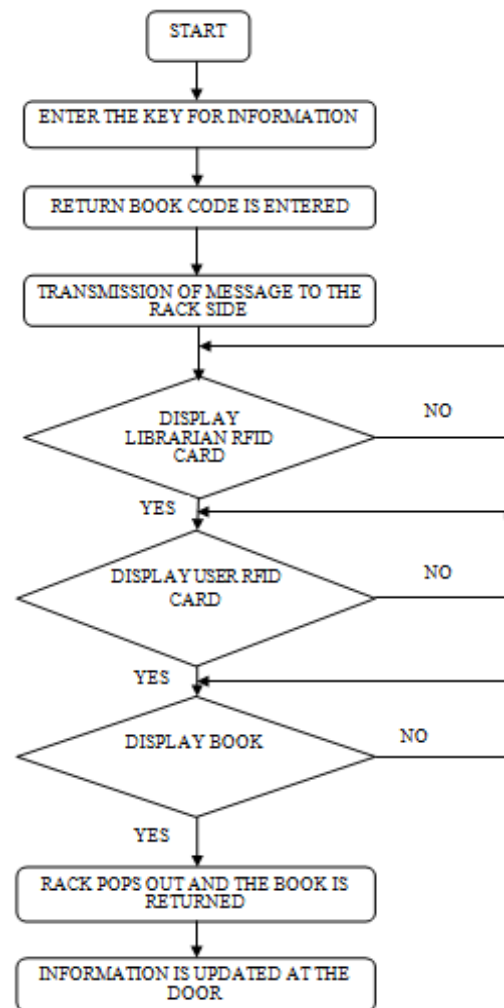 START
ENTER THE KEY FOR INFORMATION
RETURN BOOK CODE IS ENTERED
TRANSMISSION OF MESSAGE TO THE
RACK SIDE
DISPLAY
LIBRARIAN RFID
CARD
NO
YES
DISPLAY USER RFID
CARD
NO
YES
DISPLAY BOOK
NO
YES
RACK POPS OUT AND THE BOOK IS
RETURNED
INFORMATION IS UPDATED AT THE
DOOR